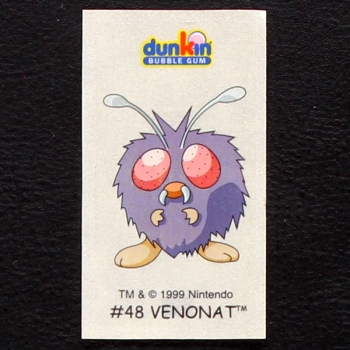 dunkin
BUBBLE GUM
TM & © 1999 Nintendo
#48 VENONAT™